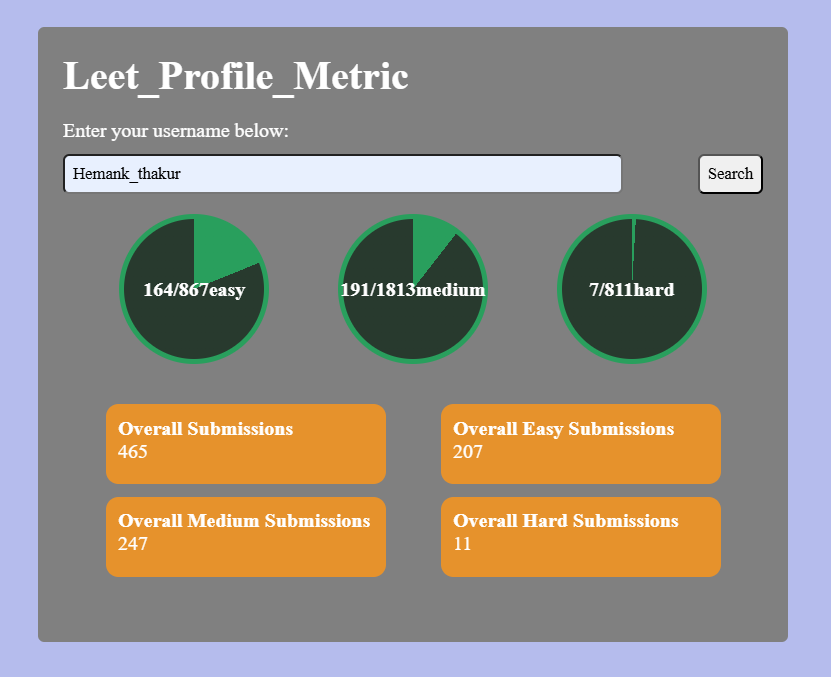 Leet_Profile_Metric
Enter your username below:
Hemank_thakur
Search
164/867easy
191/1813medium
7/811hard
Overall Submissions
465
Overall Easy Submissions
207
Overall Medium Submissions
247
Overall Hard Submissions
11